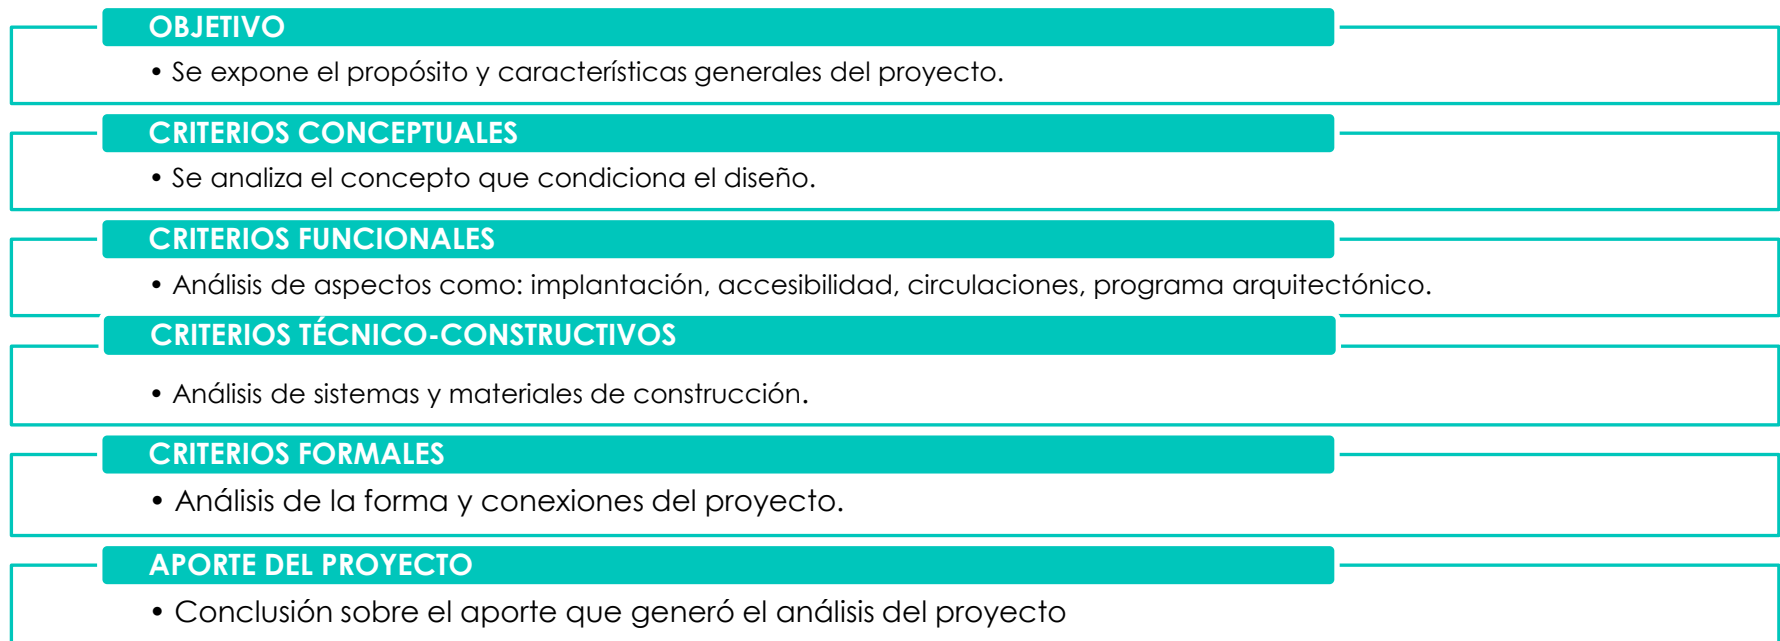 OBJETIVO
• Se expone el propósito y características generales del proyecto.
CRITERIOS CONCEPTUALES
• Se analiza el concepto que condiciona el diseño.
CRITERIOS FUNCIONALES
• Análisis de aspectos como: implantación, accesibilidad, circulaciones, programa arquitectónico.
CRITERIOS TÉCNICO-CONSTRUCTIVOS
• Análisis de sistemas y materiales de construcción.
CRITERIOS FORMALES
• Análisis de la forma y conexiones del proyecto.
APORTE DEL PROYECTO
• Conclusión sobre el aporte que generó el análisis del proyecto